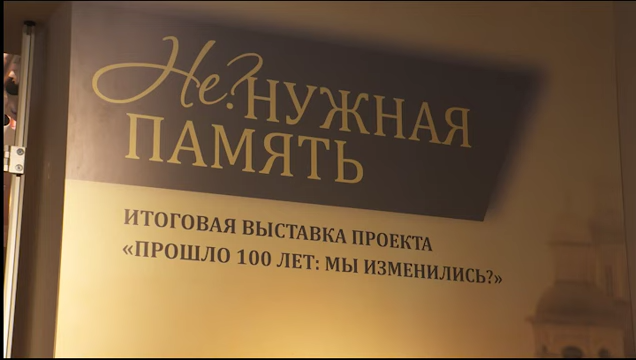 Не? НУЖНАЯ
ПАМЯТЬ
ИТОГОВАЯ ВЫСТАВКА ПРОЕКТА
«ПРОШЛО 100 ЛЕТ: МЫ ИЗМЕНИЛИСЬ?»